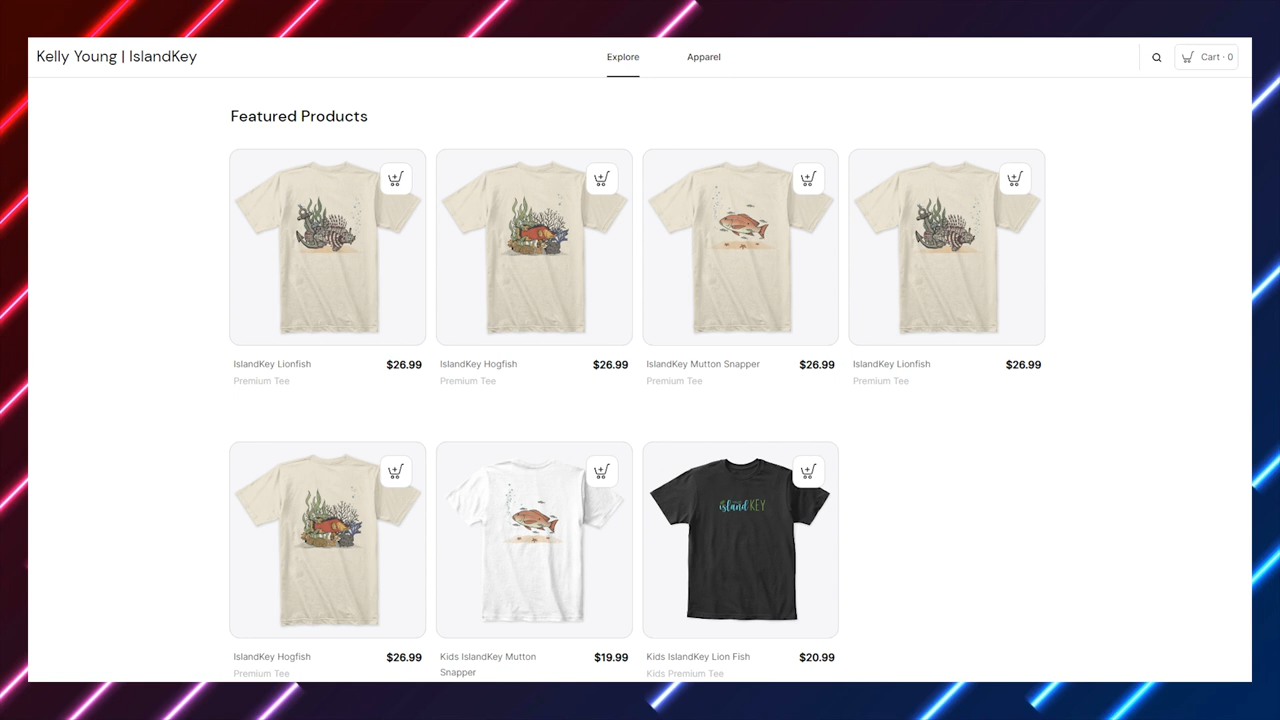 Kelly Young | IslandKey
Explore
Apparel
Cart · 0
Featured Products
IslandKey Lionfish
$26.99
Premium Tee
IslandKey Hogfish
$26.99
Premium Tee
IslandKey Mutton Snapper
$26.99
Premium Tee
IslandKey Lionfish
$26.99
Premium Tee
island KEY
IslandKey Hogfish
$26.99
Premium Tee
Kids IslandKey Mutton
Snapper
$19.99
Kids IslandKey Lion Fish
$20.99
Kids Premium Tee